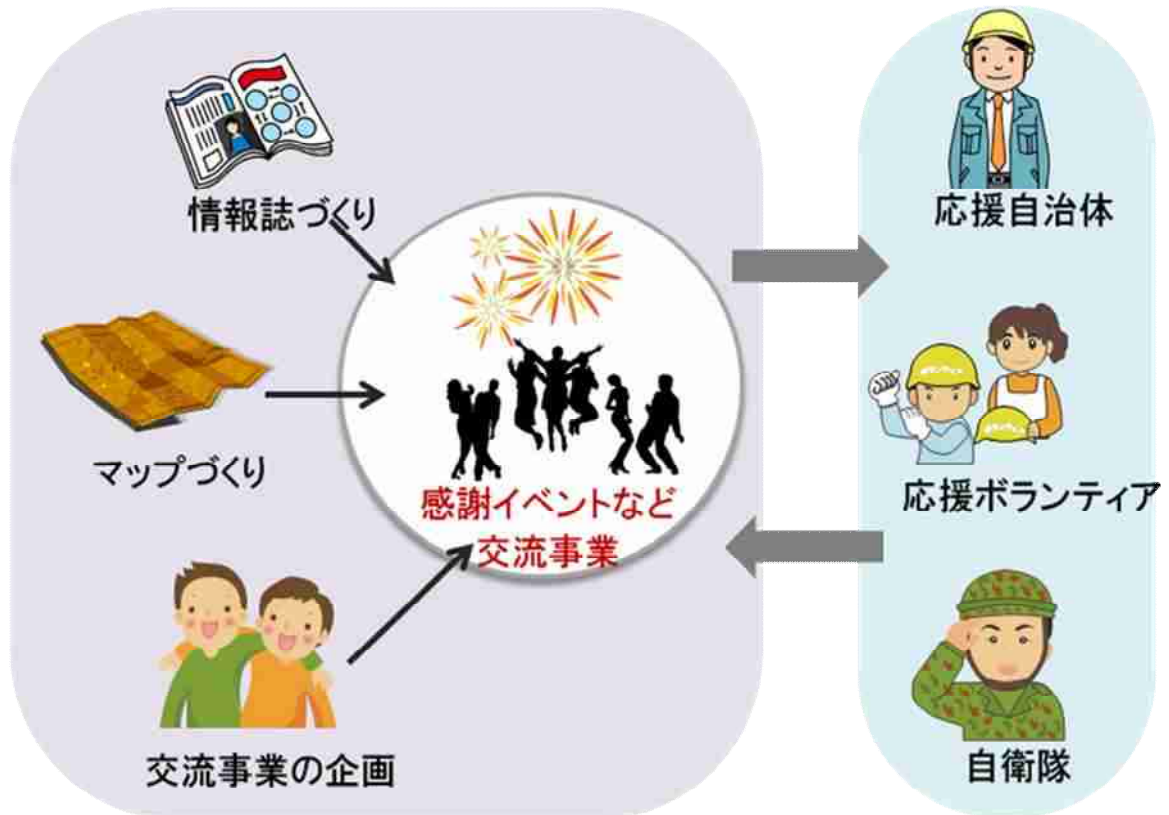 情報誌づくり
マップづくり
交流事業の企画
感謝イベントなど
交流事業
応援自治体
応援ボランティア
自衛隊